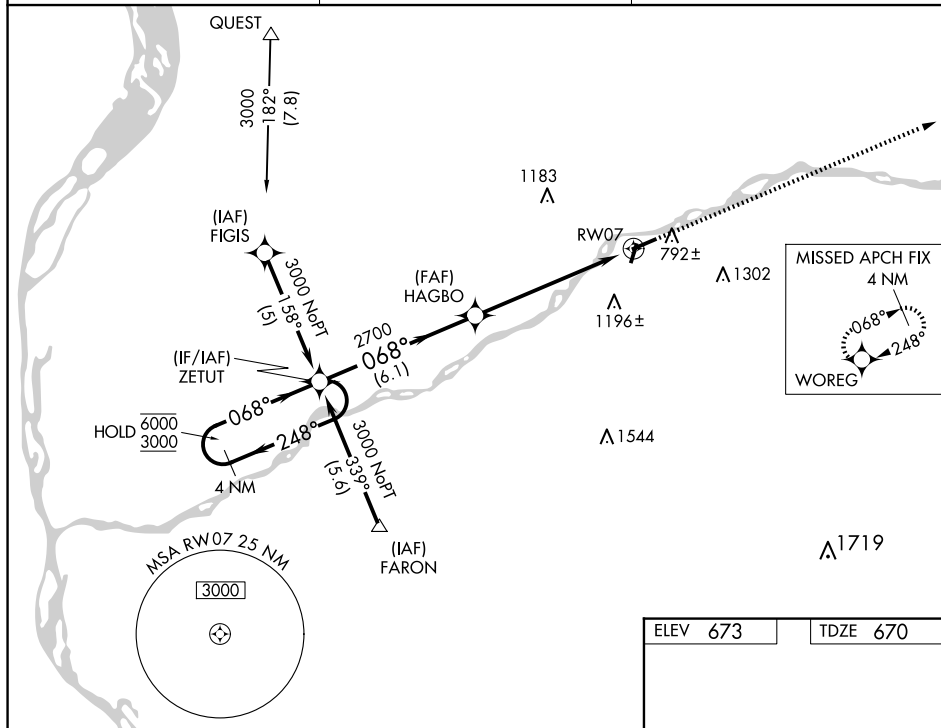 QUEST
3000
182°
(7.8)
1183
(IAF)
FIGIS
RW07
792±
3000 NoPT
158°
(5)
(FAF)
HAGBO
1302
MISSED APCH FIX
4 NM
068°
248°
WOREG
1196±
2700
068°
(6.1)
(IF/IAF)
ZETUT
068°
HOLD 6000
3000
248°
4 NM
3000 NoPT
339°
(5.6)
1544
(IAF)
FARON
1719
MSA RW07 25 NM
3000
ELEV 673
TDZE 670